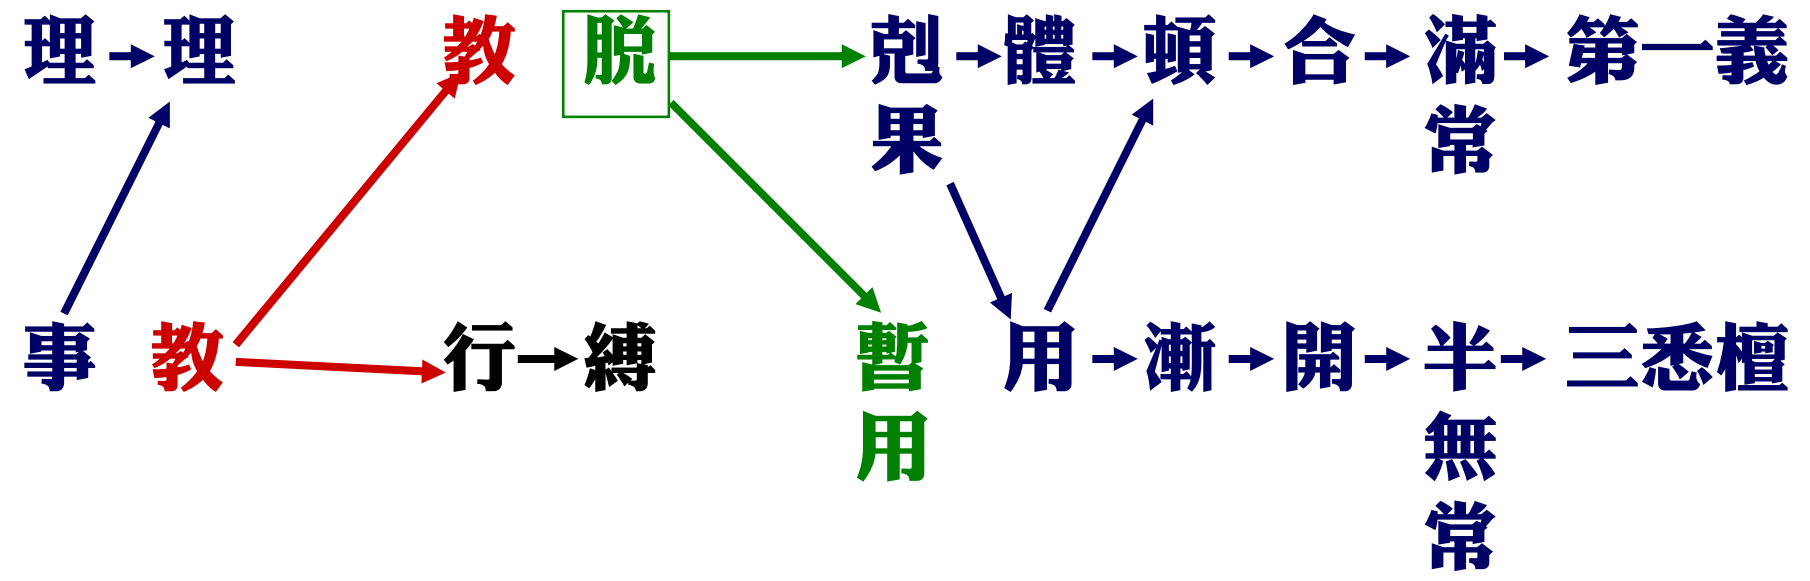 理→理 教 脱→剋果→體→頓→合→滿常→第一義
事 教→行→縛 暫用 用→漸→開→半無常→三悉檀